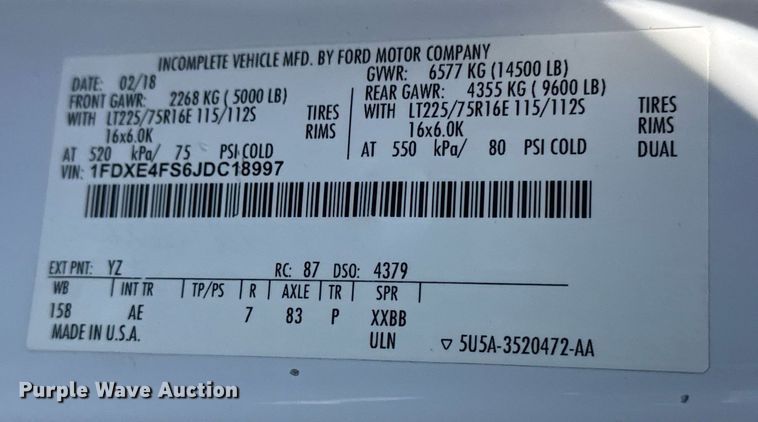 INCOMPLETE VEHICLE MFD. BY FORD MOTOR COMPANY
DATE: 02/18 GVWR: 6577 KG (14500 LB)
FRONT GAWR: 2268 KG ( 5000 LB) REAR GAWR: 4355 KG ( 9600 LB)
WITH LT225/75R16E 115/112S TIRES WITH LT225/75R16E 115/112S TIRES
16x6.0K RIMS 16x6.0K RIMS
AT 520 kPa/ 75 PSI COLD AT 550 kPa/ 80 PSI COLD DUAL
VIN: 1FDXE4FS6JDC18997
EXT PNT: YZ RC: 87 DSO: 4379
WB INT TR TP/PS R AXLE TR SPR
158 AE 7 83 P XXBB
MADE IN U.S.A. ULN ▽ 5U5A-3520472-AA
Purple Wave Auction